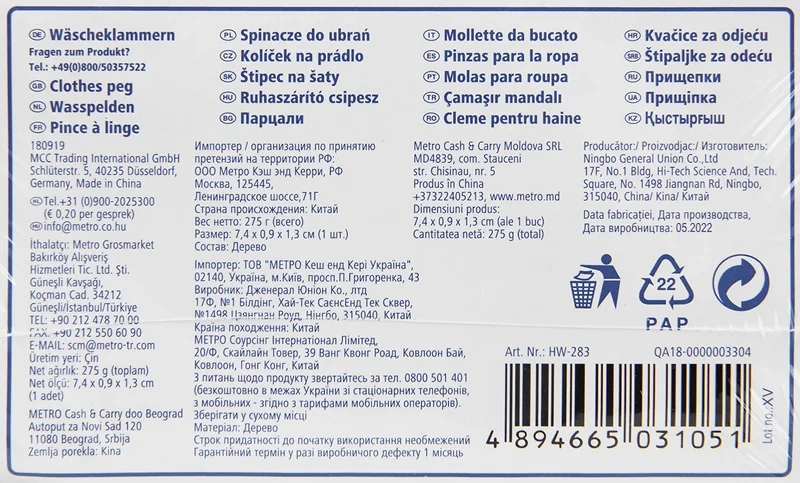 DE Wäscheklammern
Fragen zum Produkt?
Tel.: +49(0)800/50357522
GB Clothes peg
NL Wasspelden
FR Pince à linge
PL Spinacze do ubrań
CZ Kolíček na prádlo
SK Štipec na šaty
HU Ruhaszárító csipesz
BG Парцали
IT Mollette da bucato
ES Pinzas para la ropa
PT Molas para roupa
TR Çamaşır mandalı
RO Cleme pentru haine
HR Kvačice za odjeću
SRB Štipaljke za odeću
RU Прищепки
UA Прищіпка
KZ Қыстырғыш
180919
MCC Trading International GmbH
Schlüterstr. 5, 40235 Düsseldorf,
Germany, Made in China
NL Tel.+31 (0)900-2025300
(€ 0,20 per gesprek)
HU info@metro.co.hu
İthalatçı: Metro Grosmarket
Bakırköy Alışveriş
Hizmetleri Tic. Ltd. Şti.
Güneşli Kavşağı,
Koçman Cad. 34212
Güneşli/İstanbul/Türkiye
TEL: +90 212 478 70 00
FAX. +90 212 550 60 90
E-MAIL: scm@metro-tr.com
Üretim yeri: Çin
Net ağırlık: 275 g (toplam)
Net ölçü: 7,4 x 0,9 x 1,3 cm
(1 adet)
METRO Cash & Carry doo Beograd
Autoput za Novi Sad 120
11080 Beograd, Srbija
Zemlja porekla: Kina
Импортер / организация по принятию
претензий на территории РФ:
ООО Метро Кэш энд Керри, РФ
Москва, 125445,
Ленинградское шоссе,71Г
Страна происхождения: Китай
Вес нетто: 275 г (всего)
Размер: 7,4 x 0,9 x 1,3 см (1 шт.)
Состав: Дерево
Імпортер: ТОВ "МЕТРО Кеш енд Кері Україна",
02140, Україна, м.Київ, просп.П.Григоренка, 43
Виробник: Дженерал Юніон Ко., лтд
17Ф, №1 Білдінг, Хай-Тек СаєнсЕнд Тек Сквер,
№1498 Цзянгнан Роуд, Нінгбо, 315040, Китай
Країна походження: Китай
МЕТРО Соурсінг Інтернатіонал Лімітед,
20/Ф, Скайлайн Товер, 39 Ванг Квонг Роад, Ковлоон Бай,
Ковлоон, Гонг Конг, Китай
З питань щодо продукту звертайтесь за тел. 0800 501 401
(безкоштовно в межах України зі стаціонарних телефонів,
з мобільних - згідно з тарифами мобільних операторів).
Зберігати у сухому місці
Матеріал: Дерево
Строк придатності до початку використання необмежений
Гарантійний термін у разі виробничого дефекту 1 місяць
Metro Cash & Carry Moldova SRL
MD4839, com. Stauceni
str. Chisinau, nr. 5
Produs în China
+37322405213, www.metro.md
Dimensiuni produs:
7,4 x 0,9 x 1,3 cm (ale 1 buc)
Cantitatea netă: 275 g (total)
Producător:/ Proizvodjac:/ Изготовитель:
Ningbo General Union Co.,Ltd
17F, No.1 Bldg, Hi-Tech Science And, Tech.
Square, No. 1498 Jiangnan Rd, Ningbo,
315040, China/ Kina/ Китай
Data fabricației, Дата производства,
Дата виробництва: 05.2022
22
PAP
Art. Nr.: HW-283
QA18-0000003304
4 894665 031051
Lot no.:XV